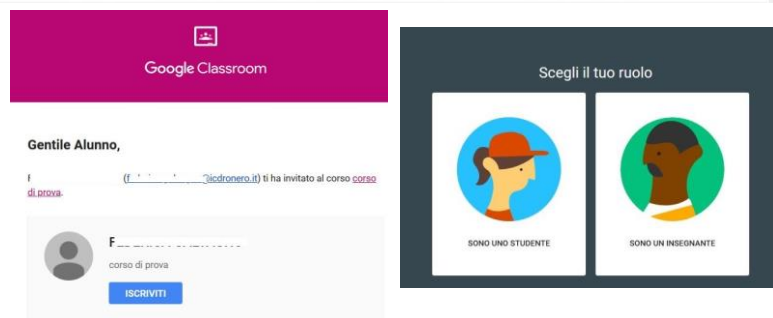 Google Classroom
Gentile Alunno,
icdronero.it) ti ha invitato al corso corso
di prova.
corso di prova
ISCRIVITI
Scegli il tuo ruolo
SONO UNO STUDENTE
SONO UN INSEGNANTE